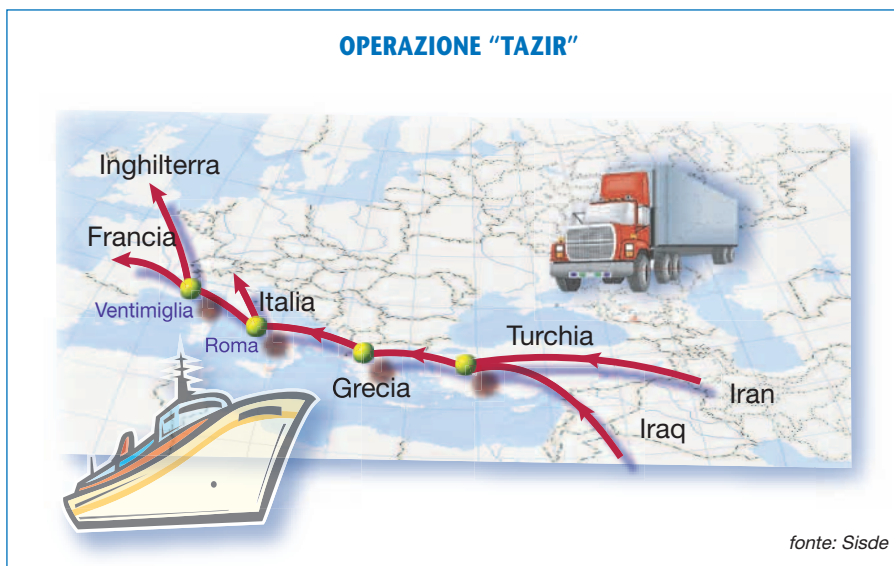 OPERAZIONE “TAZIR”
Inghilterra
Francia
Ventimiglia
Italia
Roma
Turchia
Grecia
Iran
Iraq
fonte: Sisde